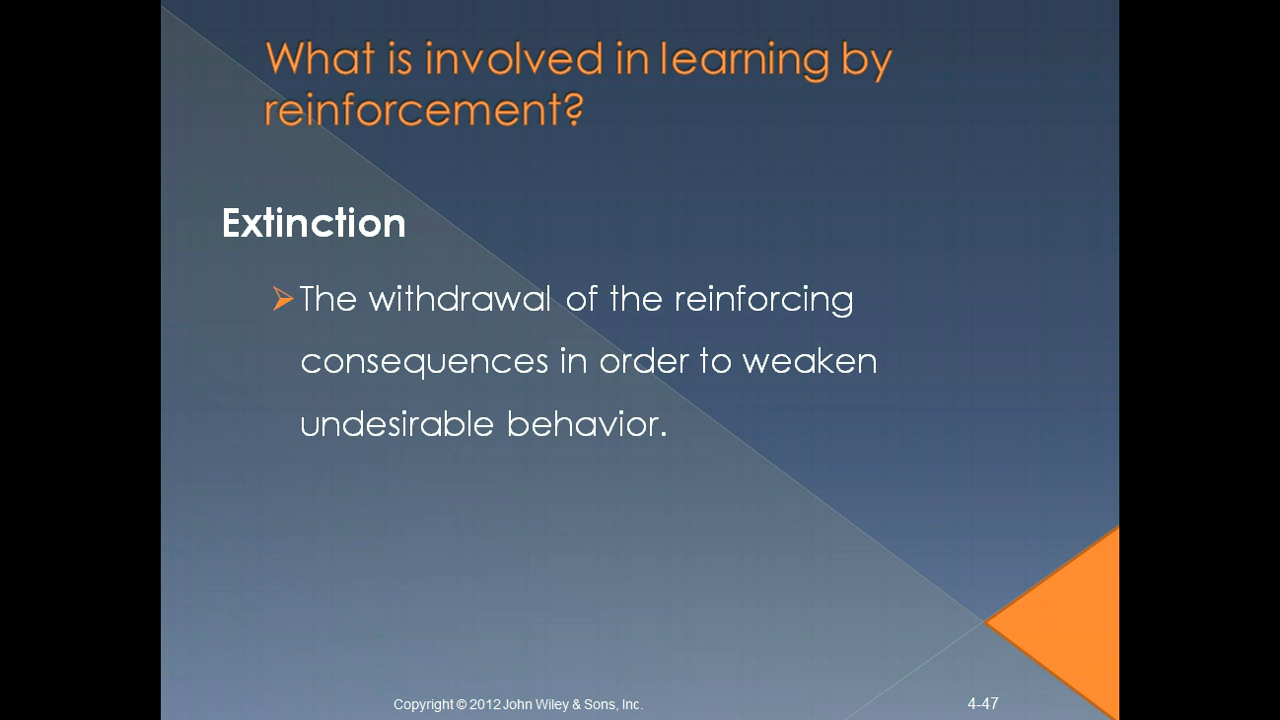 What is involved in learning by
reinforcement?
Extinction
The withdrawal of the reinforcing
consequences in order to weaken
undesirable behavior.
Copyright © 2012 John Wiley & Sons, Inc.
4-47